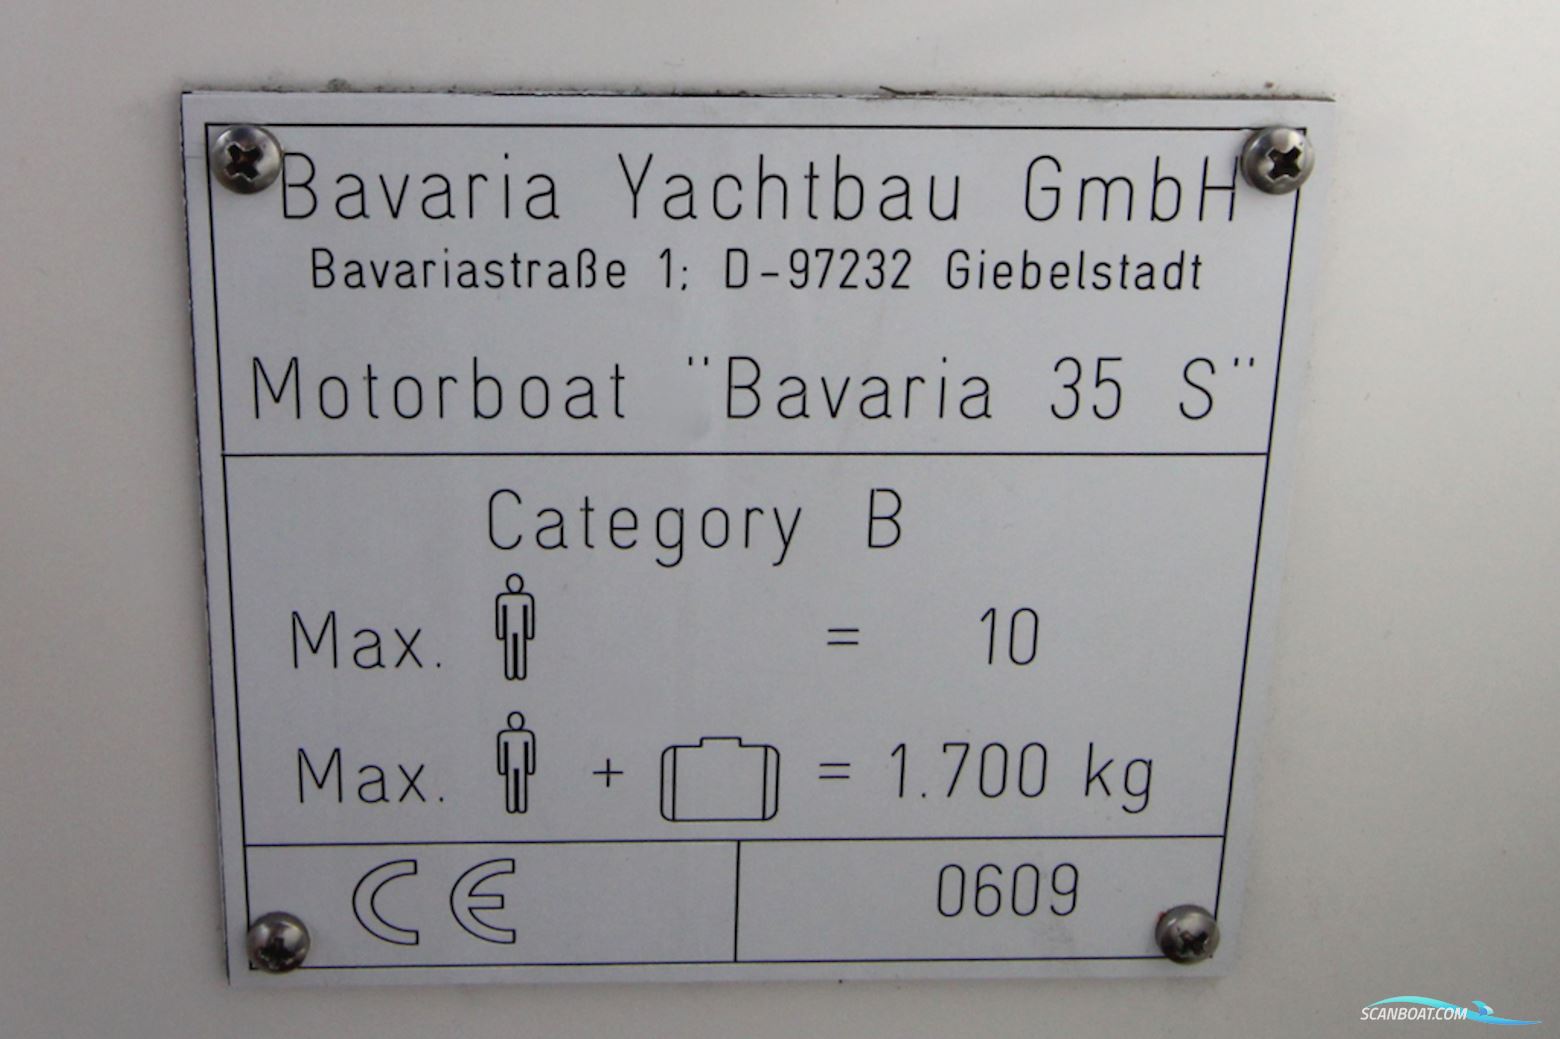 Bavaria Yachtbau GmbH
Bavariastraße 1; D-97232 Giebelstadt
Motorboat "Bavaria 35 S"
Category B
Max. = 10
Max. + = 1.700 kg
CE 0609
SCANBOAT.COM